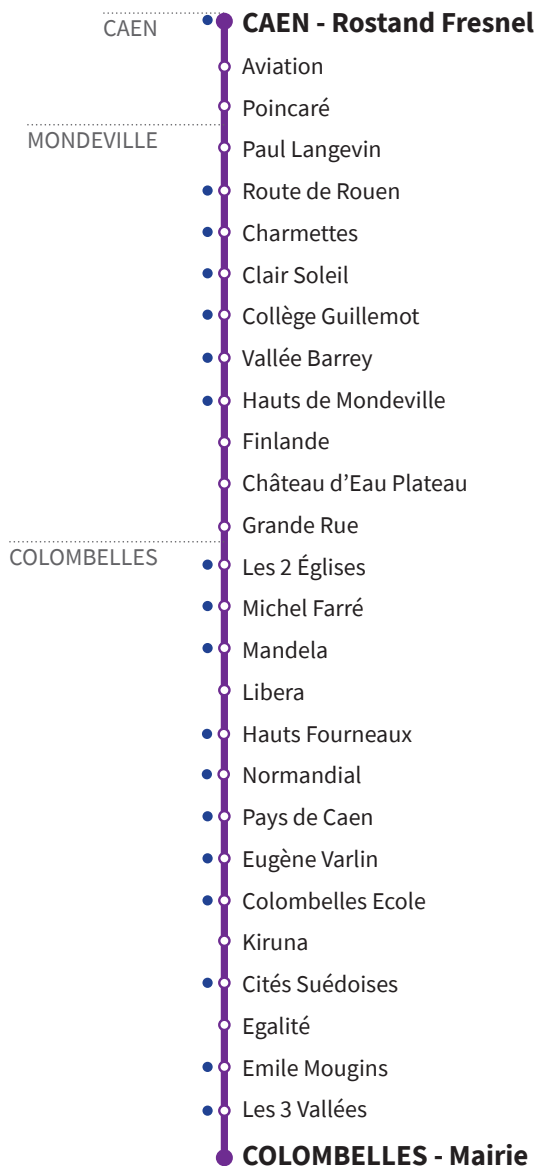 CAEN
CAEN - Rostand Fresnel
Aviation
Poincaré
MONDEVILLE
Paul Langevin
Route de Rouen
Charmettes
Clair Soleil
Collège Guillemot
Vallée Barrey
Hauts de Mondeville
Finlande
Château d’Eau Plateau
Grande Rue
COLOMBELLES
Les 2 Églises
Michel Farré
Mandela
Libera
Hauts Fourneaux
Normandial
Pays de Caen
Eugène Varlin
Colombelles Ecole
Kiruna
Cités Suédoises
Egalité
Emile Mougins
Les 3 Vallées
COLOMBELLES - Mairie